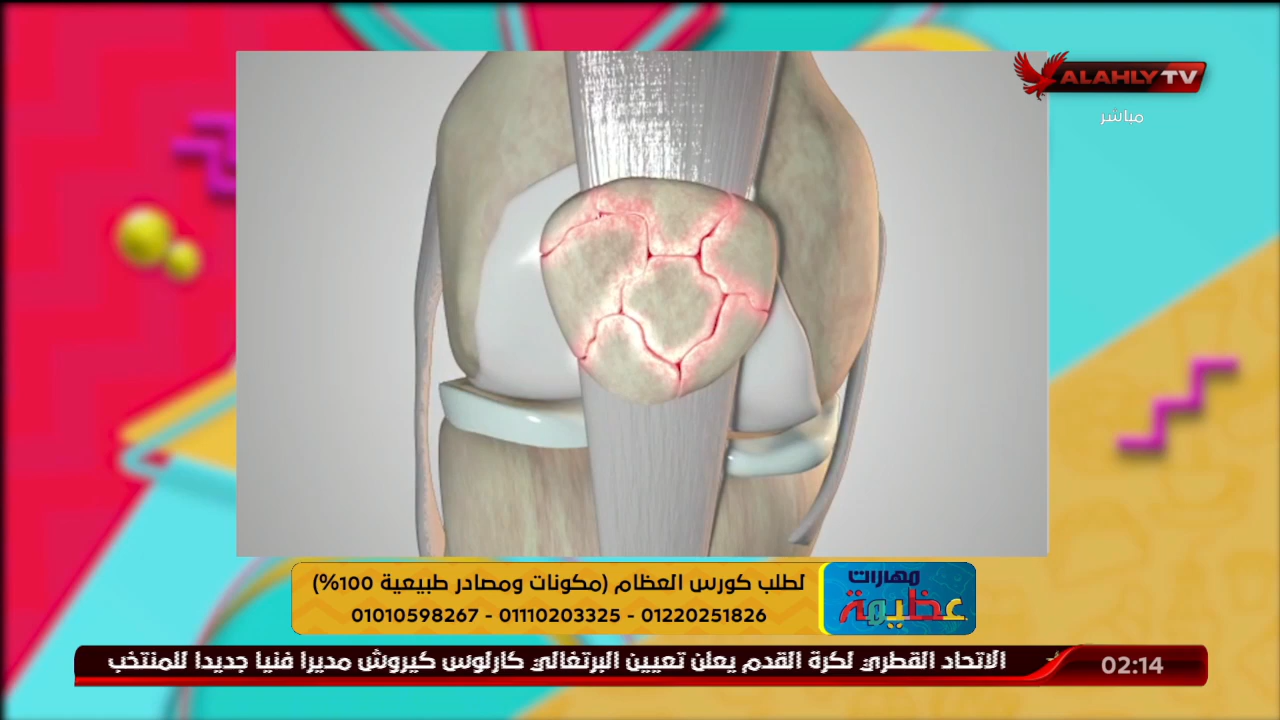 ALAHLY TV
مباشر
لطلب كورس العظام (مكونات ومصادر طبيعية 100%)
01010598267 - 01110203325 - 01220251826
مهارات
عظيمة
الاتحاد القطري لكرة القدم يعلن تعيين البرتغالي كارلوس كيروش مديرا فنيا جديدا للمنتخب
02:14